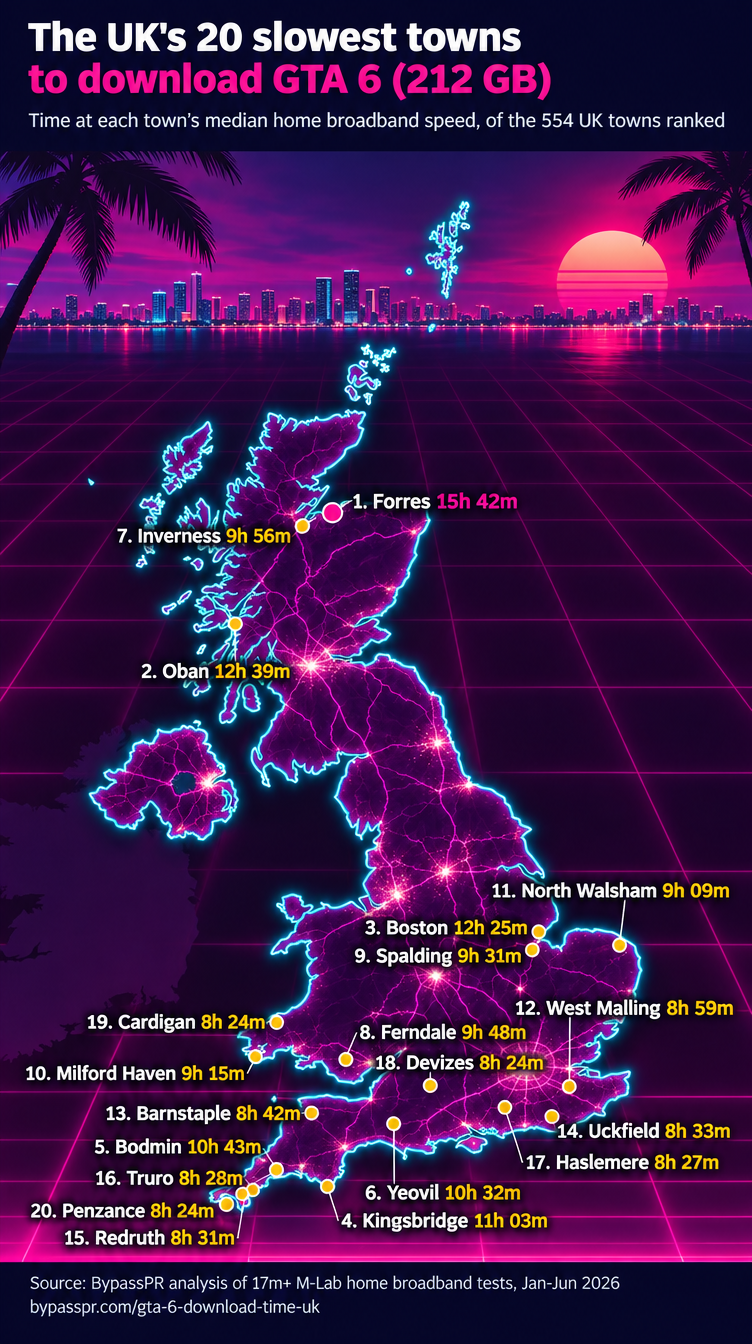 The UK's 20 slowest towns
to download GTA 6 (212 GB)
Time at each town's median home broadband speed, of the 554 UK towns ranked
1. Forres 15h 42m
7. Inverness 9h 56m
2. Oban 12h 39m
11. North Walsham 9h 09m
3. Boston 12h 25m
9. Spalding 9h 31m
12. West Malling 8h 59m
19. Cardigan 8h 24m
8. Ferndale 9h 48m
18. Devizes 8h 24m
10. Milford Haven 9h 15m
13. Barnstaple 8h 42m
14. Uckfield 8h 33m
5. Bodmin 10h 43m
17. Haslemere 8h 27m
16. Truro 8h 28m
6. Yeovil 10h 32m
20. Penzance 8h 24m
4. Kingsbridge 11h 03m
15. Redruth 8h 31m
Source: BypassPR analysis of 17m+ M-Lab home broadband tests, Jan-Jun 2026
bypasspr.com/gta-6-download-time-uk